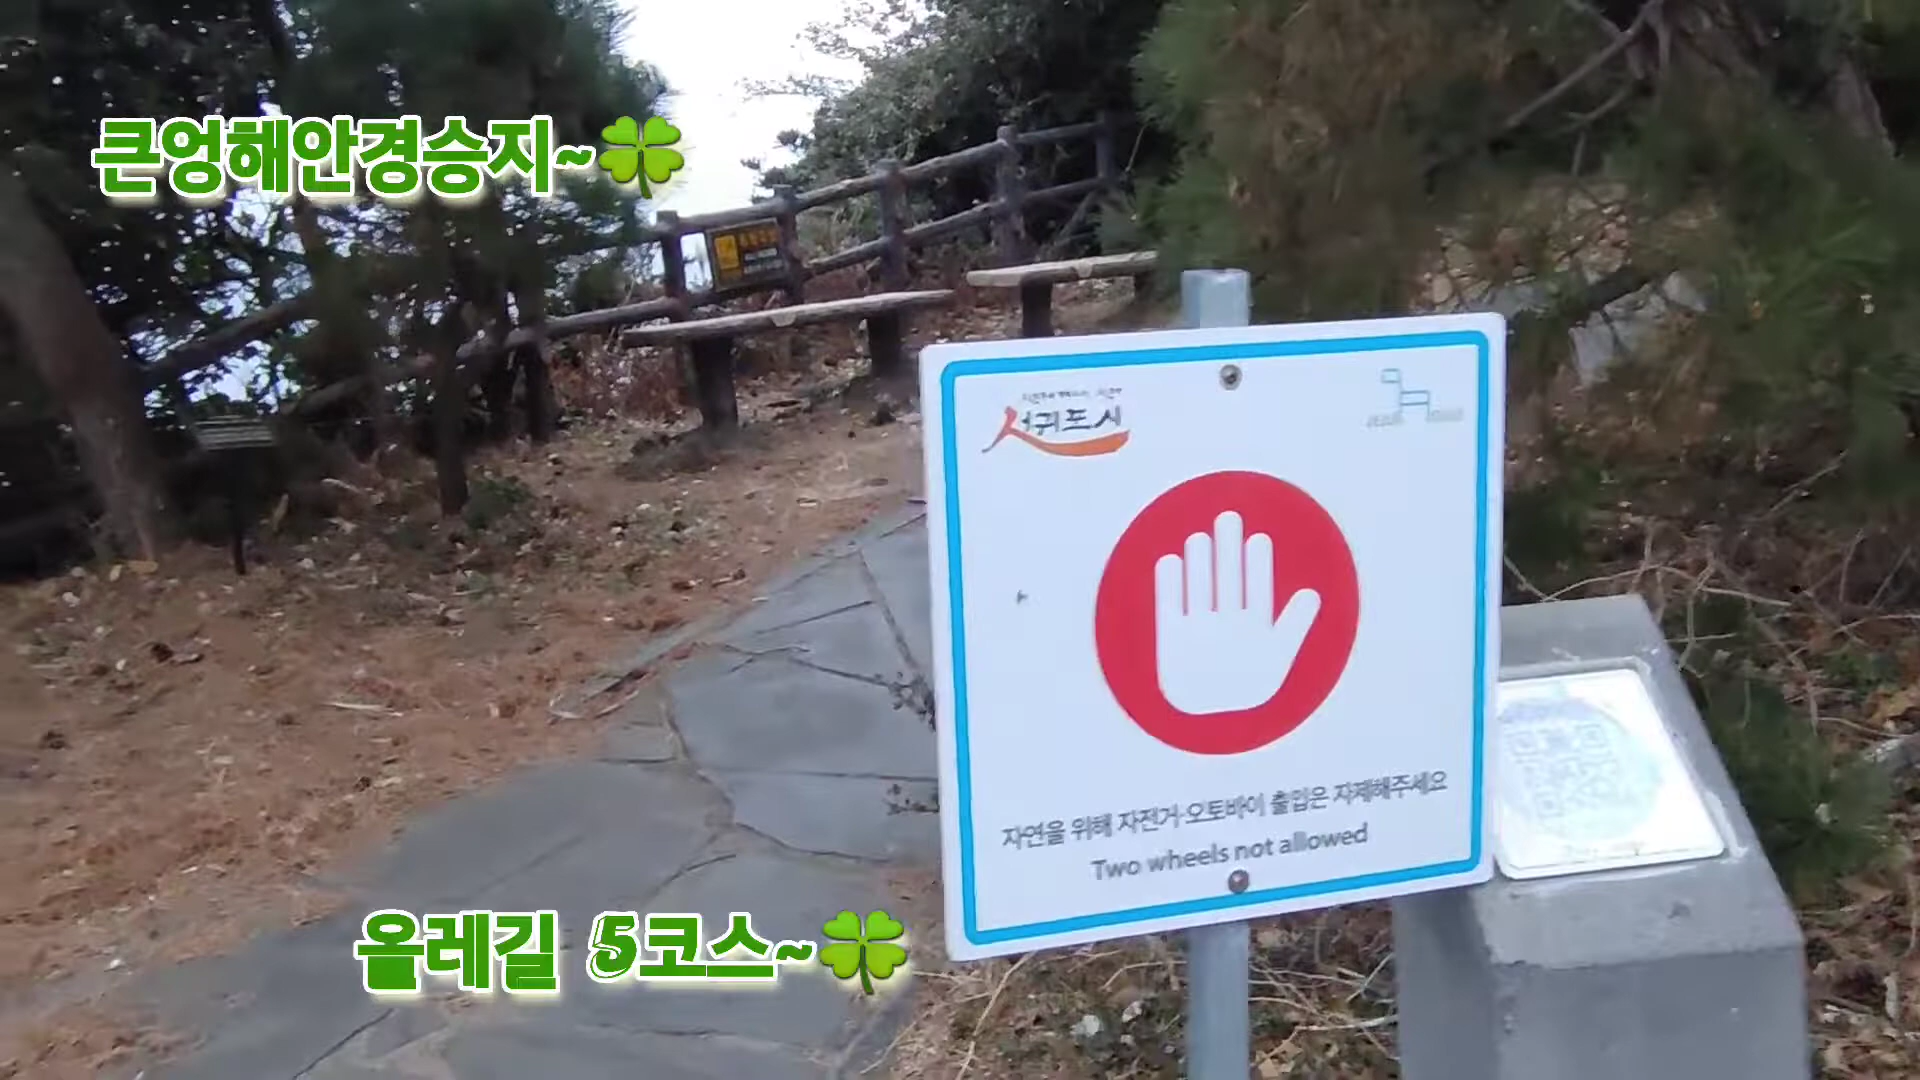 큰엉해안경승지~🍀
서귀포시
자연을 위해 자전거·오토바이 출입은 자제해주세요
Two wheels not allowed
올레길 5코스~🍀